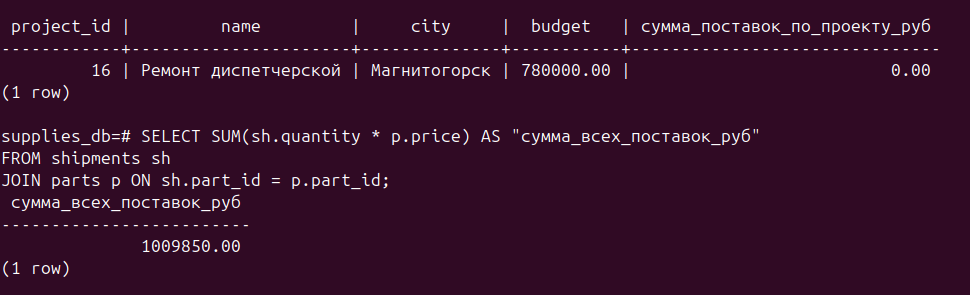 project_id | name | city | budget | сумма_поставок_по_проекту_руб
------------+----------------------+--------------+-----------+-------------------------------
16 | Ремонт диспетчерской | Магнитогорск | 780000.00 | 0.00
(1 row)
supplies_db=# SELECT SUM(sh.quantity * p.price) AS "сумма_всех_поставок_руб"
FROM shipments sh
JOIN parts p ON sh.part_id = p.part_id;
сумма_всех_поставок_руб
-------------------------
1009850.00
(1 row)